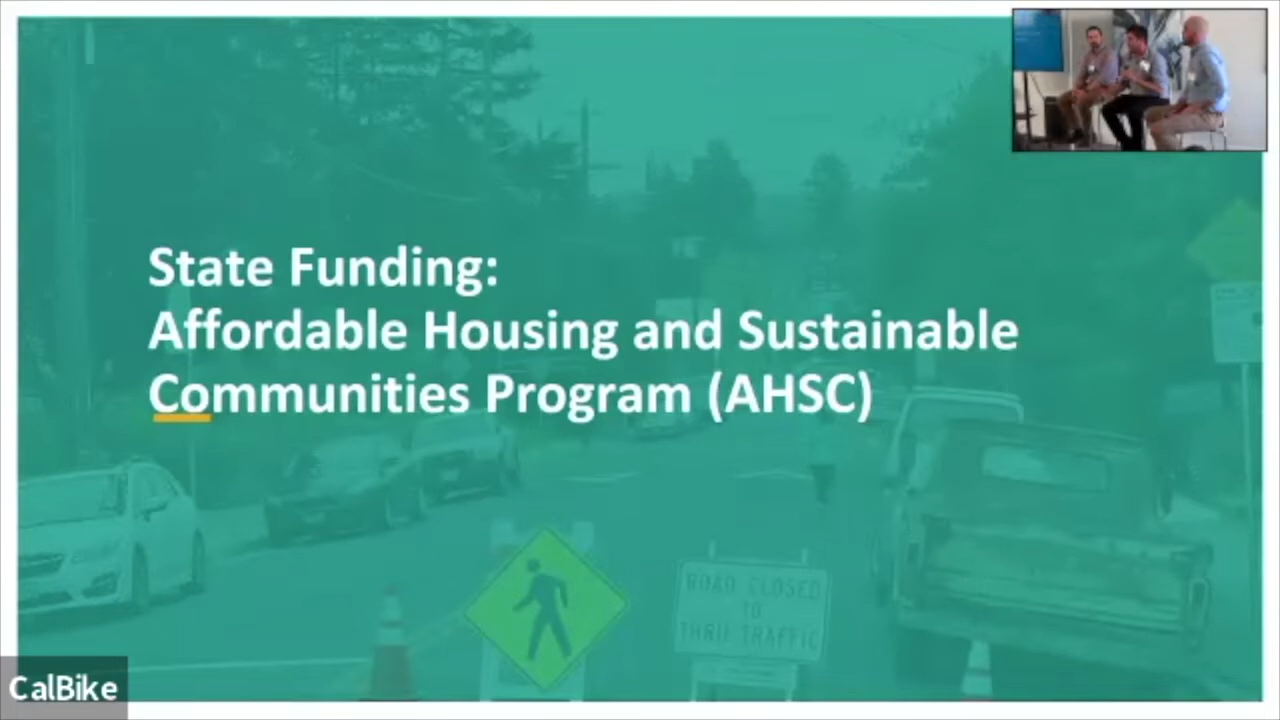 State Funding:
Affordable Housing and Sustainable
Communities Program (AHSC)
ROAD CLOSED
TO
THRU TRAFFIC
CalBike